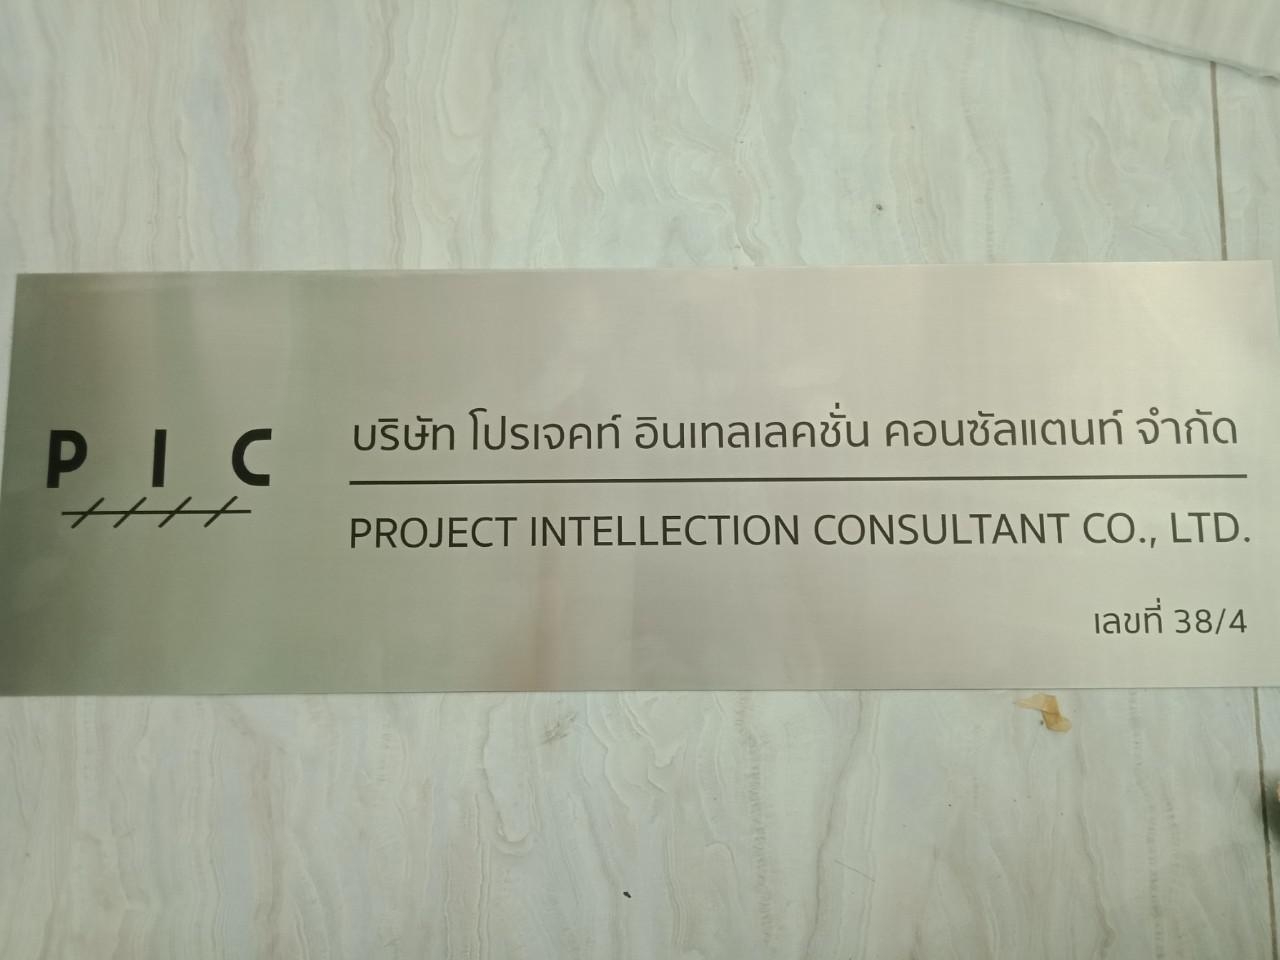 P I C
บริษัท โปรเจคท์ อินเทลเลคชั่น คอนซัลแตนท์ จำกัด
PROJECT INTELLECTION CONSULTANT CO., LTD.
เลขที่ 38/4